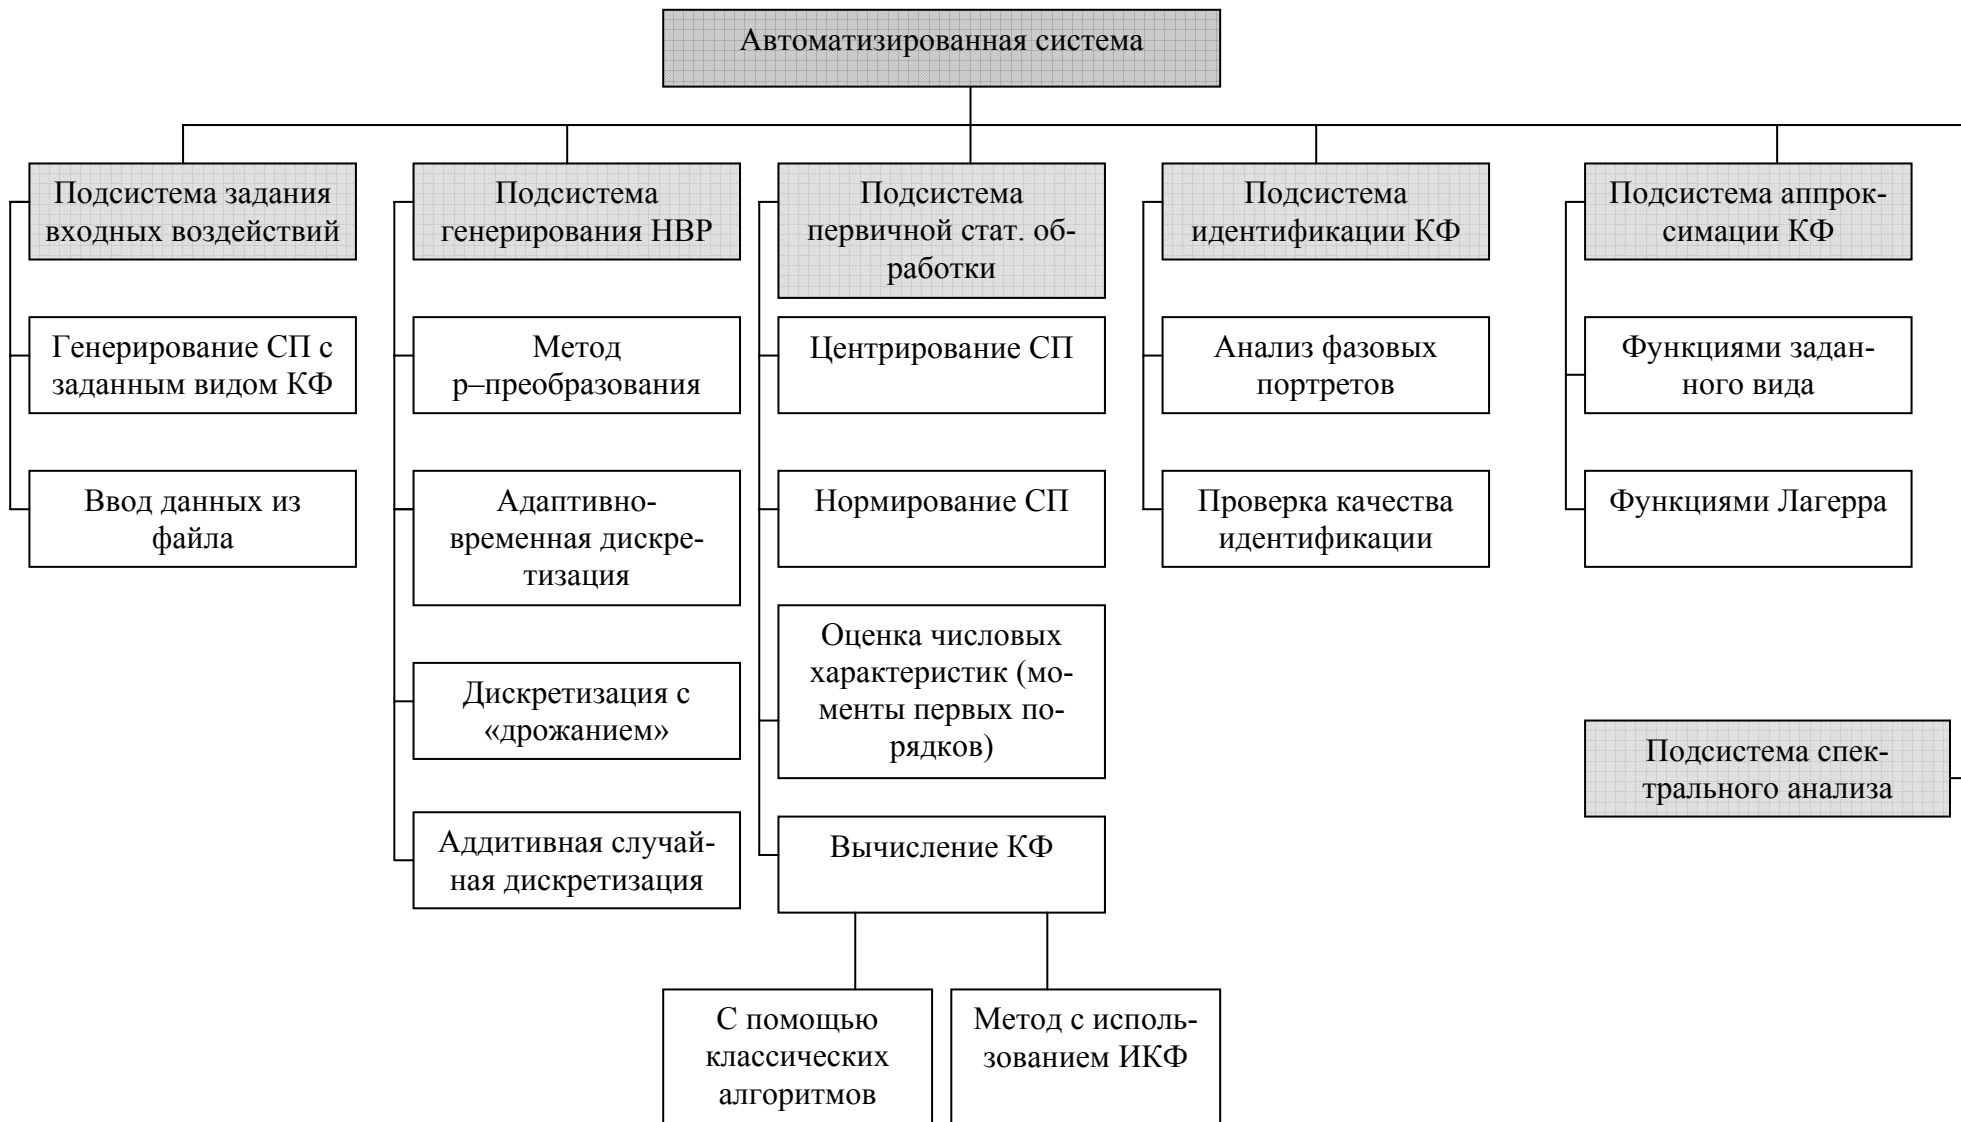 Автоматизированная система
Подсистема задания
входных воздействий
Генерирование СП с
заданным видом КФ
Ввод данных из
файла
Подсистема
генерирования НВР
Метод
р–преобразования
Адаптивно-
временная дискре-
тизация
Дискретизация с
«дрожанием»
Аддитивная случай-
ная дискретизация
Подсистема
первичной стат. об-
работки
Центрирование СП
Нормирование СП
Оценка числовых
характеристик (мо-
менты первых по-
рядков)
Вычисление КФ
С помощью
классических
алгоритмов
Метод с исполь-
зованием ИКФ
Подсистема
идентификации КФ
Анализ фазовых
портретов
Проверка качества
идентификации
Подсистема аппрок-
симации КФ
Функциями задан-
ного вида
Функциями Лагерра
Подсистема спек-
трального анализа